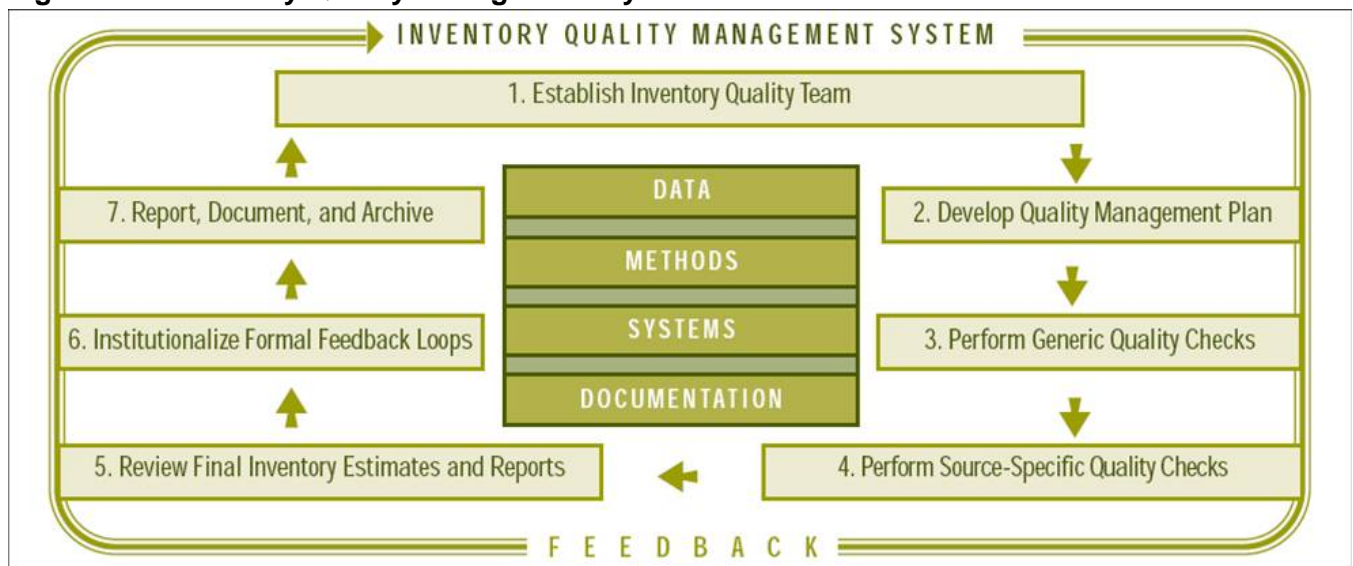 INVENTORY QUALITY MANAGEMENT SYSTEM
1. Establish Inventory Quality Team
DATA
7. Report, Document, and Archive
2. Develop Quality Management Plan
METHODS
6. Institutionalize Formal Feedback Loops
SYSTEMS
3. Perform Generic Quality Checks
DOCUMENTATION
5. Review Final Inventory Estimates and Reports
4. Perform Source-Specific Quality Checks
FEEDBACK